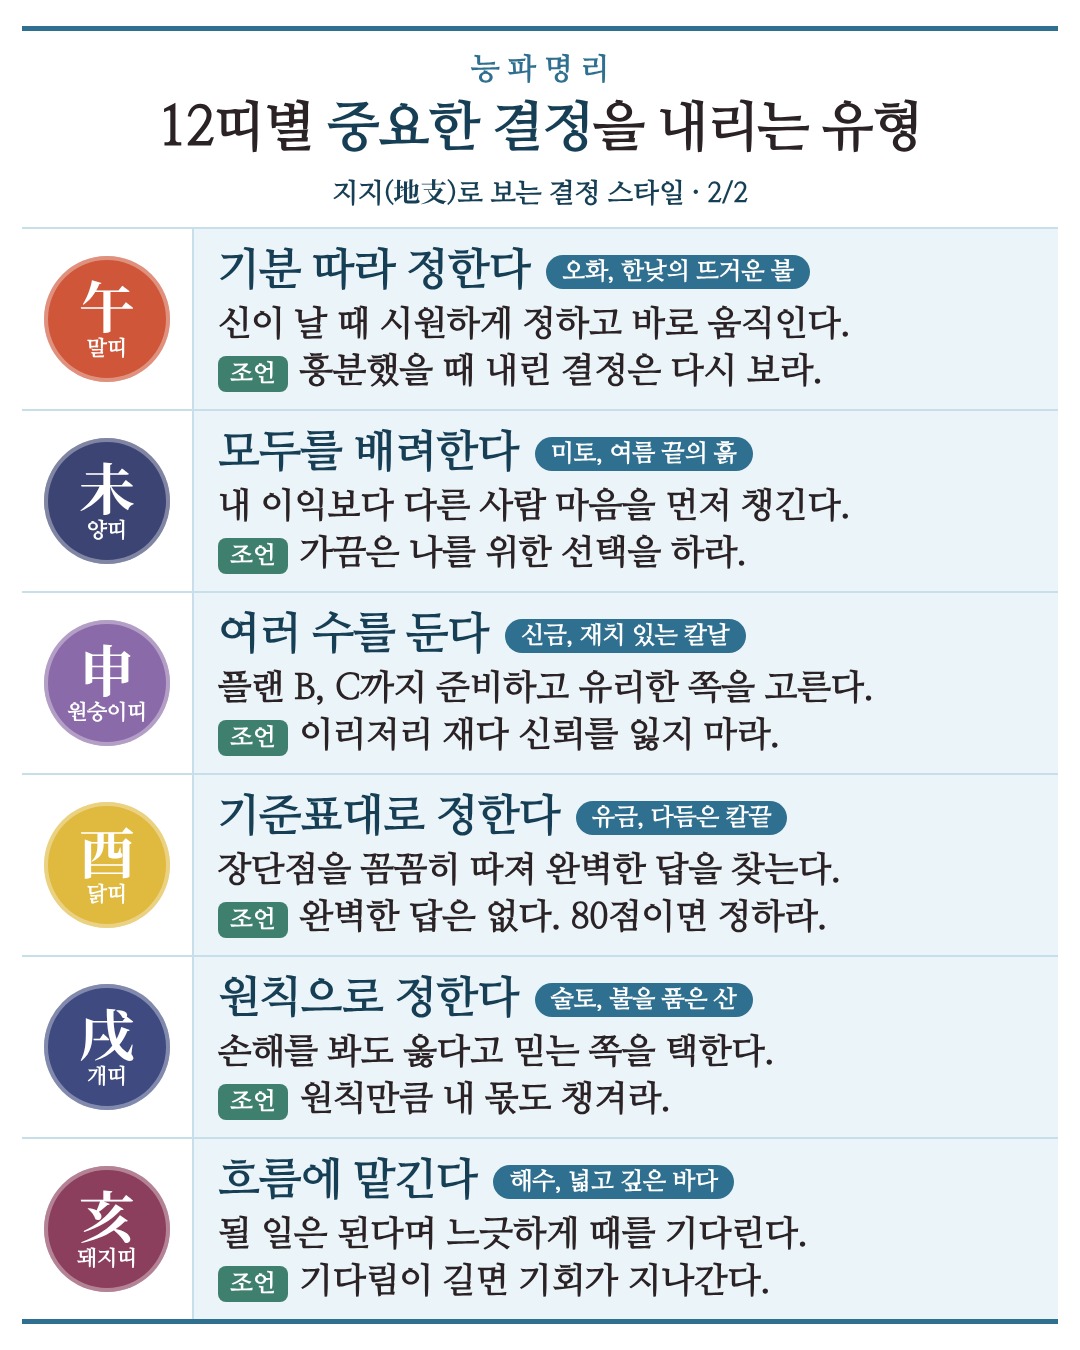 능파명리
12띠별 중요한 결정을 내리는 유형
지지(地支)로 보는 결정 스타일 · 2/2
午
말띠
기분 따라 정한다 오화, 한낮의 뜨거운 불
신이 날 때 시원하게 정하고 바로 움직인다.
조언 흥분했을 때 내린 결정은 다시 보라.
未
양띠
모두를 배려한다 미토, 여름 끝의 흙
내 이익보다 다른 사람 마음을 먼저 챙긴다.
조언 가끔은 나를 위한 선택을 하라.
申
원숭이띠
여러 수를 둔다 신금, 재치 있는 칼날
플랜 B, C까지 준비하고 유리한 쪽을 고른다.
조언 이리저리 재다 신뢰를 잃지 마라.
酉
닭띠
기준표대로 정한다 유금, 다듬은 칼끝
장단점을 꼼꼼히 따져 완벽한 답을 찾는다.
조언 완벽한 답은 없다. 80점이면 정하라.
戌
개띠
원칙으로 정한다 술토, 불을 품은 산
손해를 봐도 옳다고 믿는 쪽을 택한다.
조언 원칙만큼 내 몫도 챙겨라.
亥
돼지띠
흐름에 맡긴다 해수, 넓고 깊은 바다
될 일은 된다며 느긋하게 때를 기다린다.
조언 기다림이 길면 기회가 지나간다.